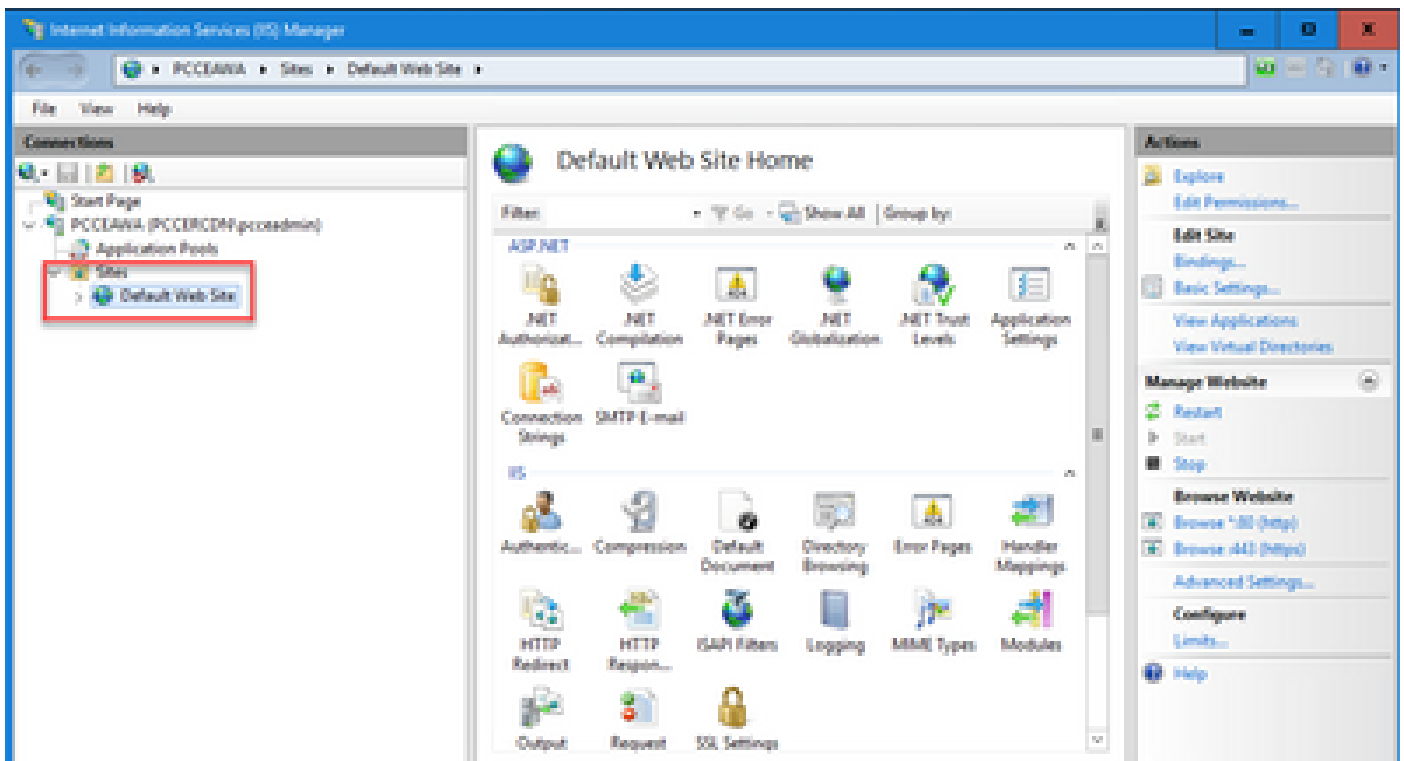 Internet Information Services (IIS) Manager
PCCEAWA Sites Default Web Site
File View Help
Connections
Start Page
PCCEAWA (PCCERCDN\pcceadmin)
Application Pools
Sites
Default Web Site
Default Web Site Home
Filter: Go Show All Group by:
ASP.NET
.NET Authorizat...
.NET Compilation
.NET Error Pages
.NET Globalization
.NET Trust Levels
Application Settings
Connection Strings
SMTP E-mail
IIS
Authentic...
Compression
Default Document
Directory Browsing
Error Pages
Handler Mappings
HTTP Redirect
HTTP Respon...
ISAPI Filters
Logging
MIME Types
Modules
Output
Request
SSL Settings
Actions
Explore
Edit Permissions...
Edit Site
Bindings...
Basic Settings...
View Applications
View Virtual Directories
Manage Website
Restart
Start
Stop
Browse Website
Browse *:80 (http)
Browse :443 (https)
Advanced Settings...
Configure
Limits...
Help